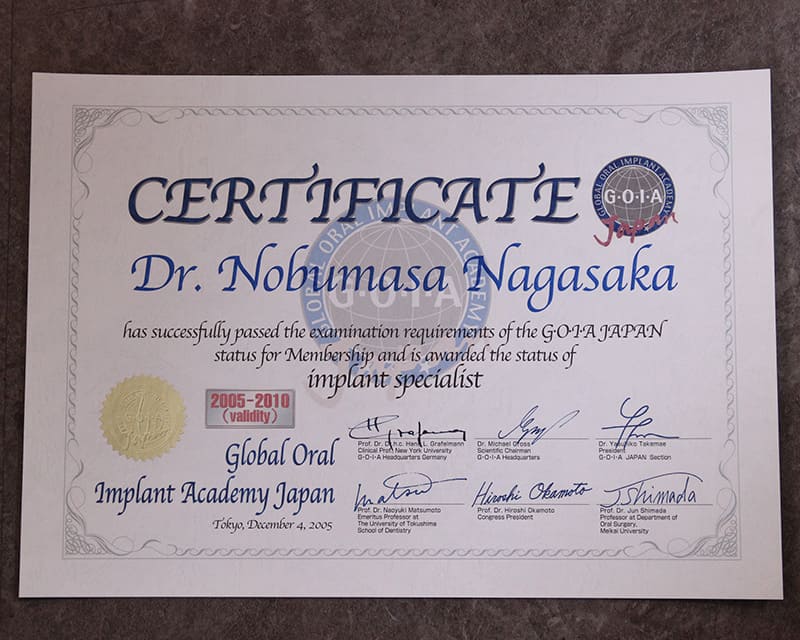 CERTIFICATE
GLOBAL ORAL IMPLANT ACADEMY
G·O·I·A
Japan
Dr. Nobumasa Nagasaka
GLOBAL ORAL IMPLANT ACADEMY
G·O·I·A
has successfully passed the examination requirements of the G·O·I·A JAPAN
status for Membership and is awarded the status of
implant specialist
2005-2010
(validity)
Global Oral
Implant Academy Japan
Tokyo, December 4, 2005
Prof. Dr. Dr. h.c. Hans L. Grafelmann
Clinical Prof. New York University
G-O-I-A Headquarters Germany
Dr. Michael Gross
Scientific Chairman
G-O-I-A Headquarters
Dr. Yasuhiko Takemae
President
G-O-I-A JAPAN Section
Prof. Dr. Naoyuki Matsumoto
Emeritus Professor at
The University of Tokushima
School of Dentistry
Hiroshi Okamoto
Prof. Dr. Hiroshi Okamoto
Congress President
J. Shimada
Prof. Dr. Jun Shimada
Professor at Department of
Oral Surgery,
Meikai University